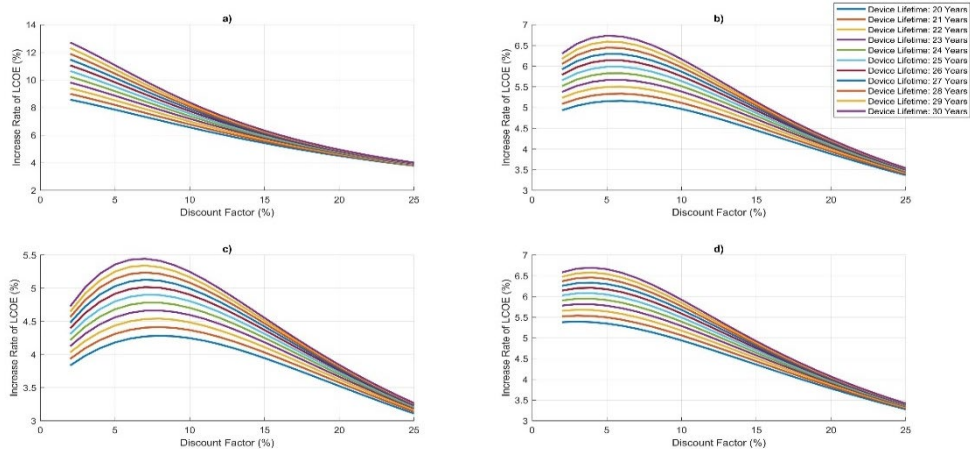 a)
14
12
10
8
6
4
2
Increase Rate of LCOE (%)
0 5 10 15 20 25
Discount Factor (%)
b)
7
6.5
6
5.5
5
4.5
4
3.5
3
Increase Rate of LCOE (%)
0 5 10 15 20 25
Discount Factor (%)
Device Lifetime: 20 Years
Device Lifetime: 21 Years
Device Lifetime: 22 Years
Device Lifetime: 23 Years
Device Lifetime: 24 Years
Device Lifetime: 25 Years
Device Lifetime: 26 Years
Device Lifetime: 27 Years
Device Lifetime: 28 Years
Device Lifetime: 29 Years
Device Lifetime: 30 Years
c)
5.5
5
4.5
4
3.5
3
Increase Rate of LCOE (%)
0 5 10 15 20 25
Discount Factor (%)
d)
7
6.5
6
5.5
5
4.5
4
3.5
3
Increase Rate of LCOE (%)
0 5 10 15 20 25
Discount Factor (%)